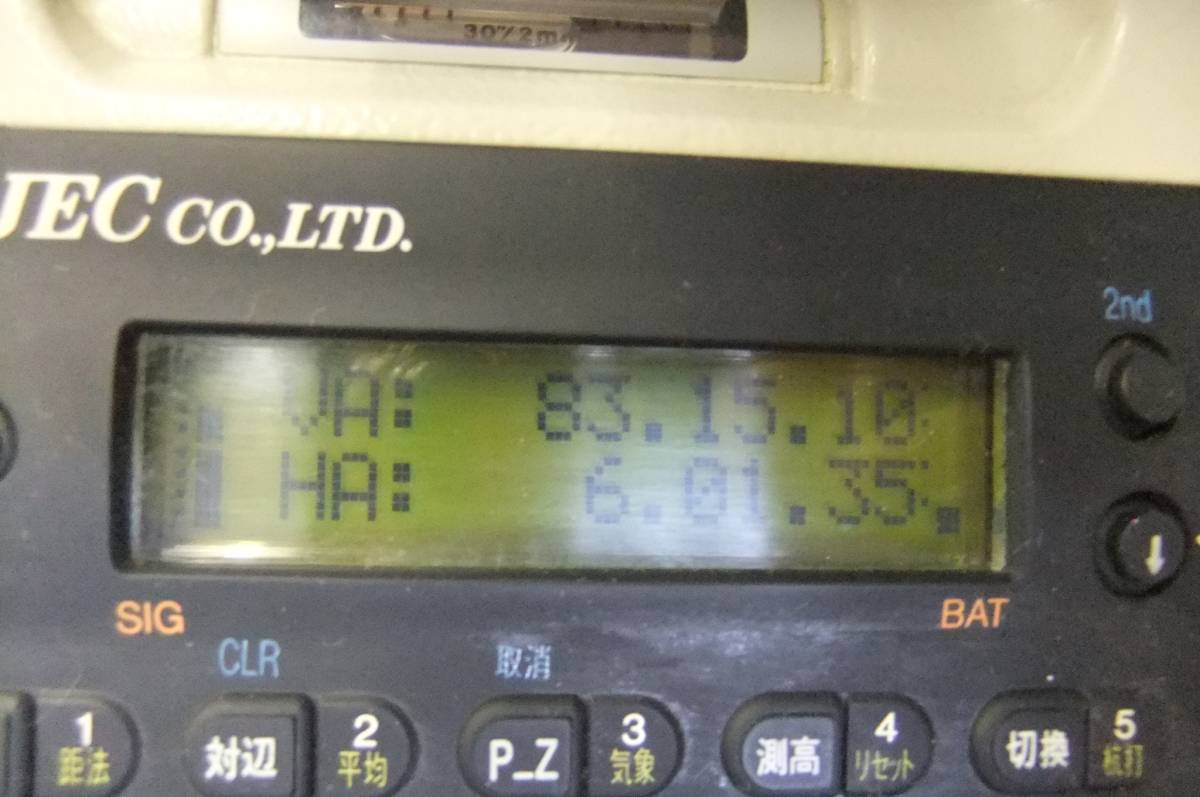 30"/2mm
JEC CO.,LTD.
2nd
VA: 83.15.10
HA: 6.01.35
SIG
BAT
CLR
取消
1
距法
対辺
2
平均
P_Z
3
気象
測高
4
リセット
切換
5
杭打